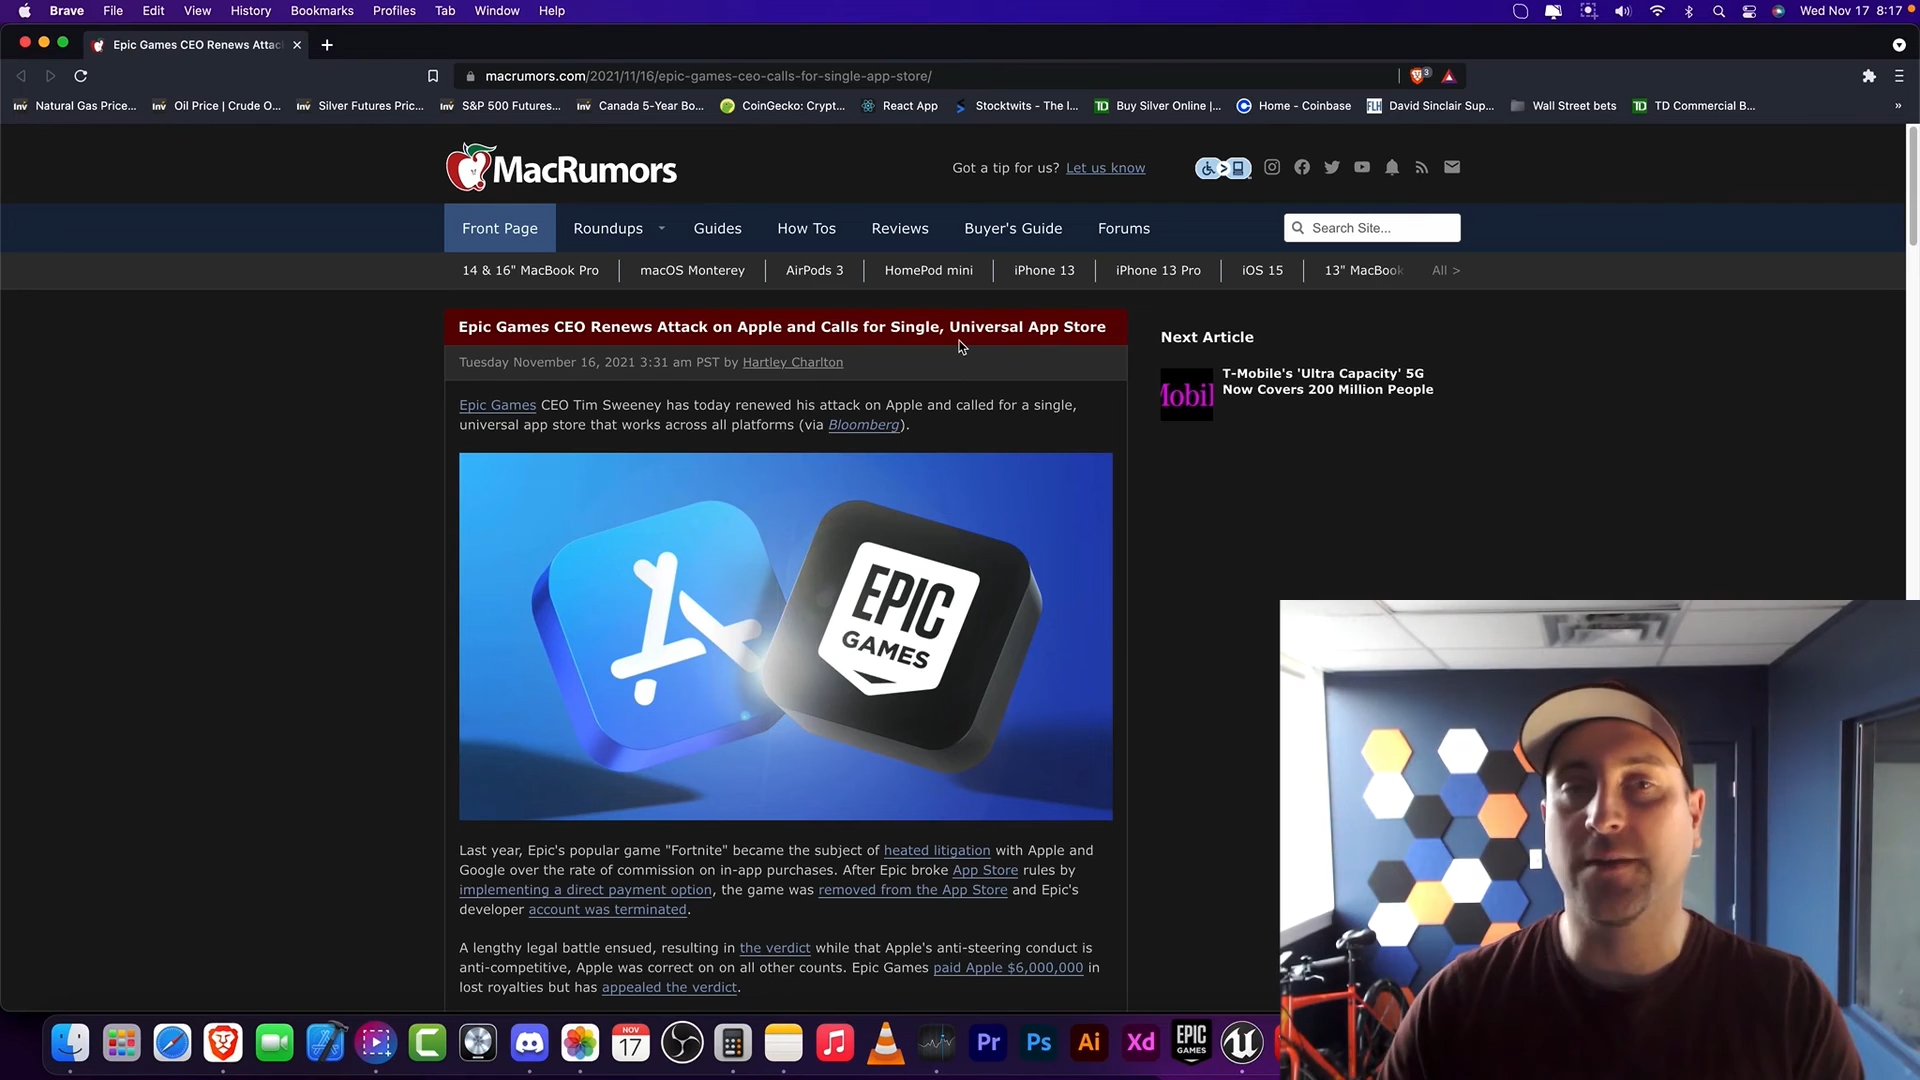 Brave File Edit View History Bookmarks Profiles Tab Window Help Wed Nov 17 8:17
Epic Games CEO Renews Attac
macrumors.com/2021/11/16/epic-games-ceo-calls-for-single-app-store/ 3
inv Natural Gas Price... inv Oil Price | Crude O... inv Silver Futures Pric... inv S&P 500 Futures... inv Canada 5-Year Bo... CoinGecko: Crypt... React App Stocktwits - The I... TD Buy Silver Online |... Home - Coinbase FLH David Sinclair Sup... Wall Street bets TD TD Commercial B... »
MacRumors
Got a tip for us? Let us know
Front Page Roundups Guides How Tos Reviews Buyer's Guide Forums Search Site...
14 & 16" MacBook Pro macOS Monterey AirPods 3 HomePod mini iPhone 13 iPhone 13 Pro iOS 15 13" MacBook All >
Epic Games CEO Renews Attack on Apple and Calls for Single, Universal App Store
Tuesday November 16, 2021 3:31 am PST by Hartley Charlton
Epic Games CEO Tim Sweeney has today renewed his attack on Apple and called for a single,
universal app store that works across all platforms (via Bloomberg).
EPIC
GAMES
Last year, Epic's popular game "Fortnite" became the subject of heated litigation with Apple and
Google over the rate of commission on in-app purchases. After Epic broke App Store rules by
implementing a direct payment option, the game was removed from the App Store and Epic's
developer account was terminated.
A lengthy legal battle ensued, resulting in the verdict while that Apple's anti-steering conduct is
anti-competitive, Apple was correct on on all other counts. Epic Games paid Apple $6,000,000 in
lost royalties but has appealed the verdict.
Next Article
Mobil
T-Mobile's 'Ultra Capacity' 5G
Now Covers 200 Million People
NOV
17
Pr Ps Ai Xd
EPIC
GAMES